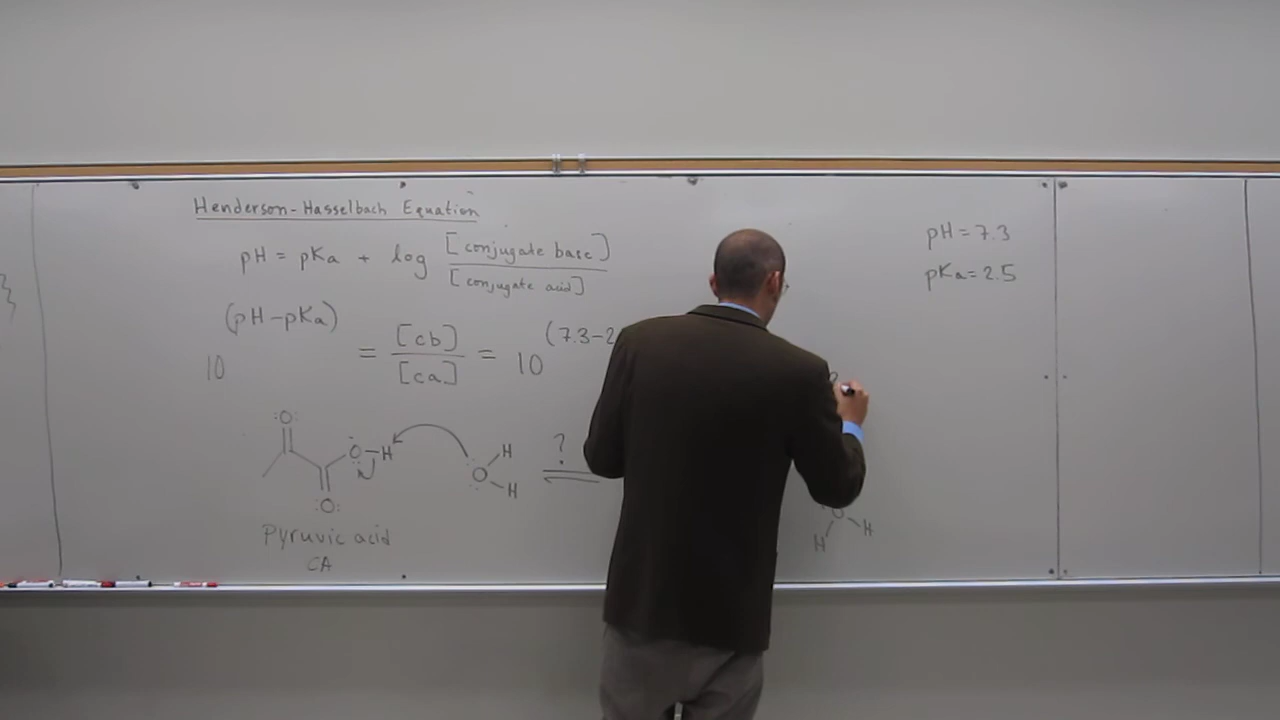 Henderson-Hasselbach Equation
pH = pKa + log [conjugate base] / [conjugate acid]
pH = 7.3
pKa = 2.5
10^(pH-pKa) = [cb] / [ca] = 10^(7.3-2
:O:
O-H
O H
H
?
:O:
H H
Pyruvic acid
CA